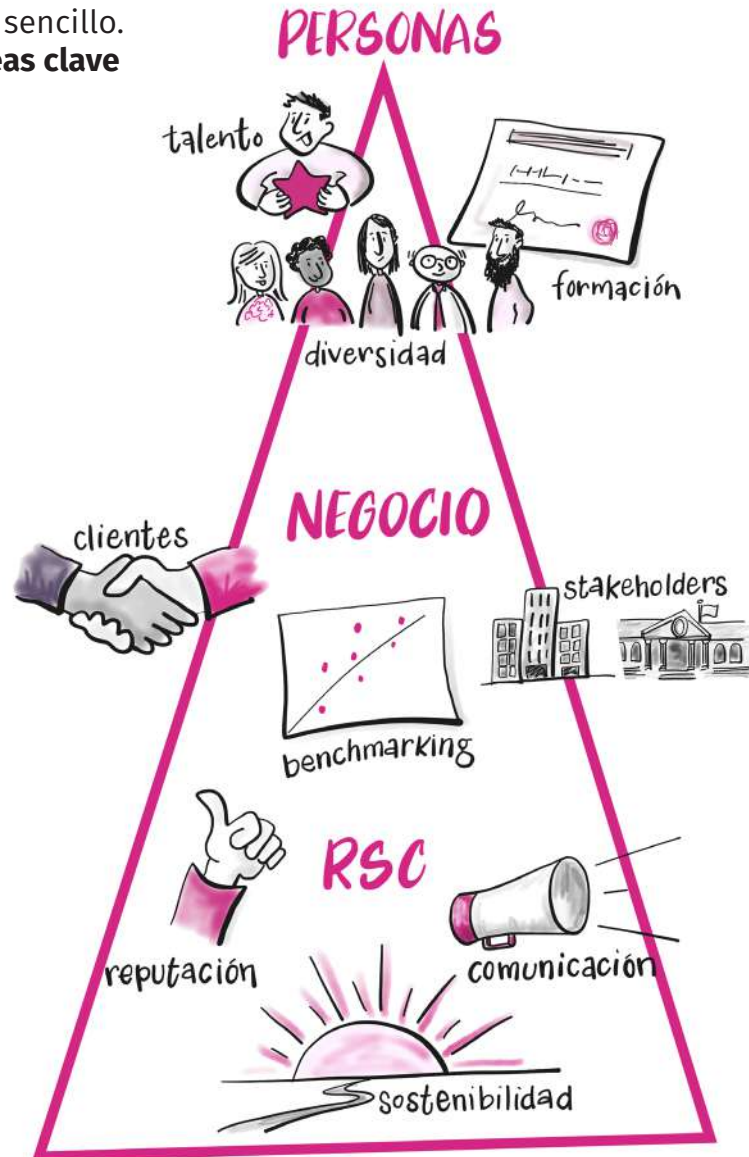 sencillo.
eas clave
PERSONAS
talento
formación
diversidad
NEGOCIO
clientes
stakeholders
benchmarking
RSC
reputación
comunicación
sostenibilidad